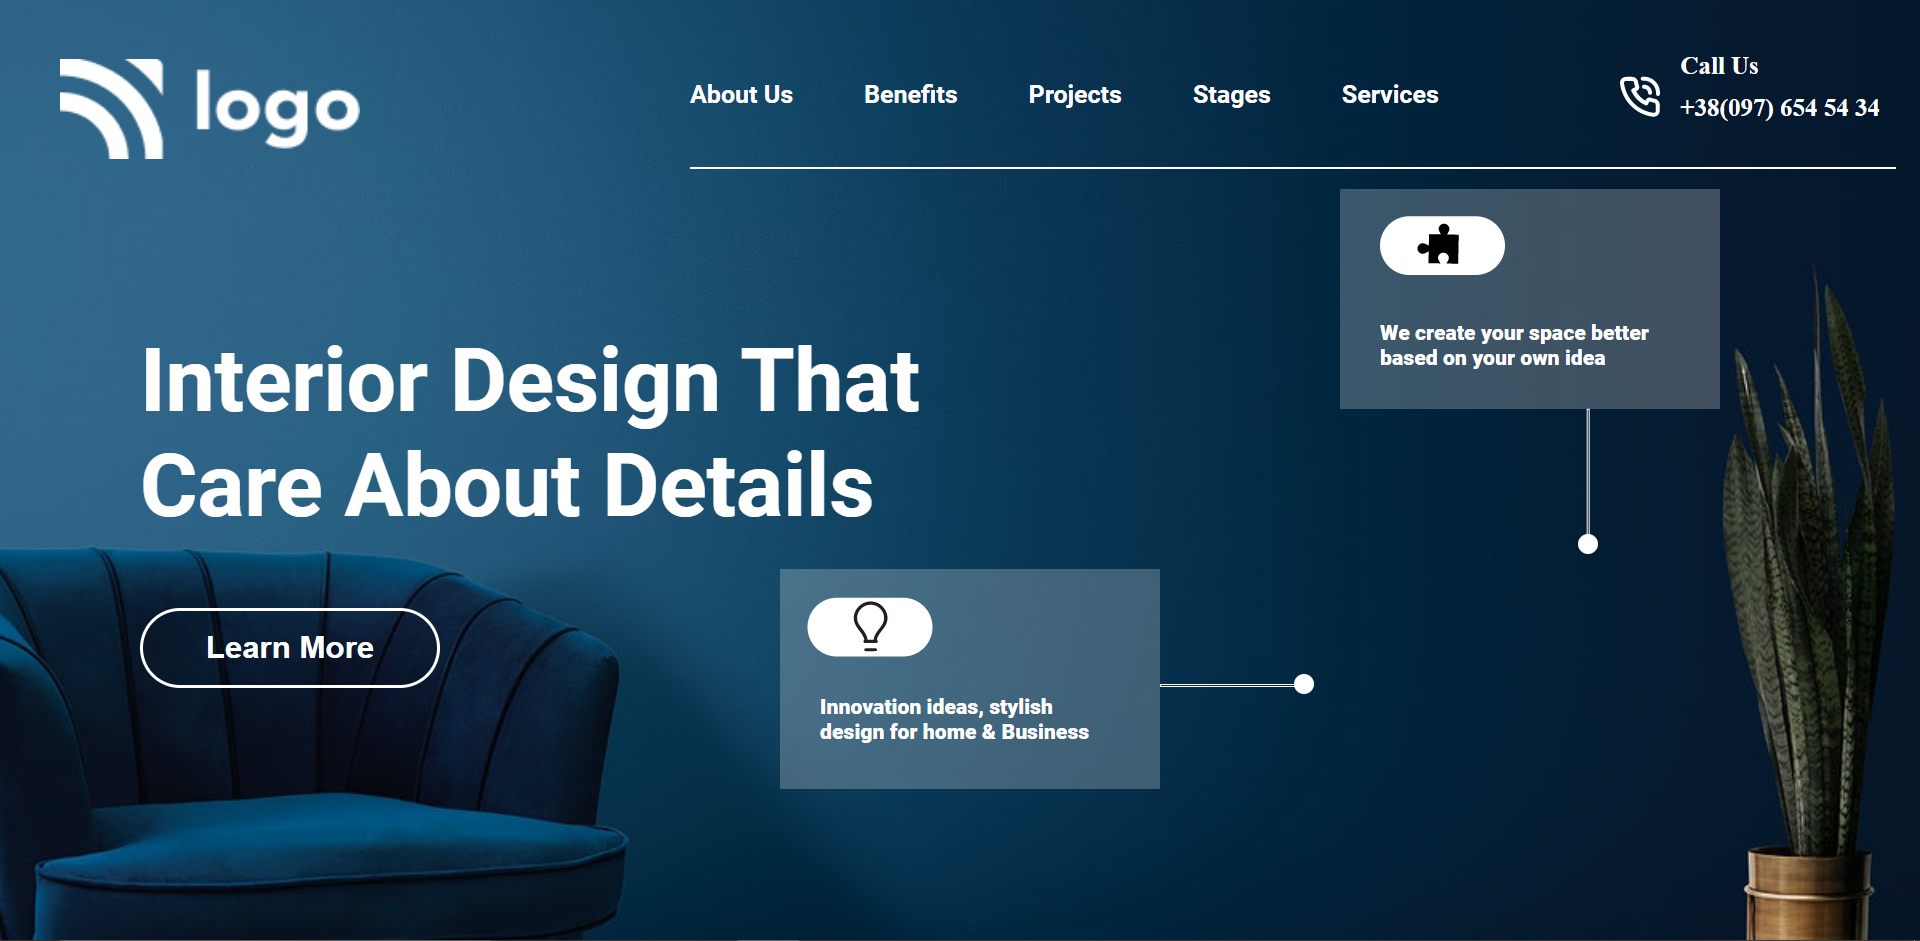 logo
About Us
Benefits
Projects
Stages
Services
Call Us
+38(097) 654 54 34
We create your space better
based on your own idea
Interior Design That
Care About Details
Learn More
Innovation ideas, stylish
design for home & Business